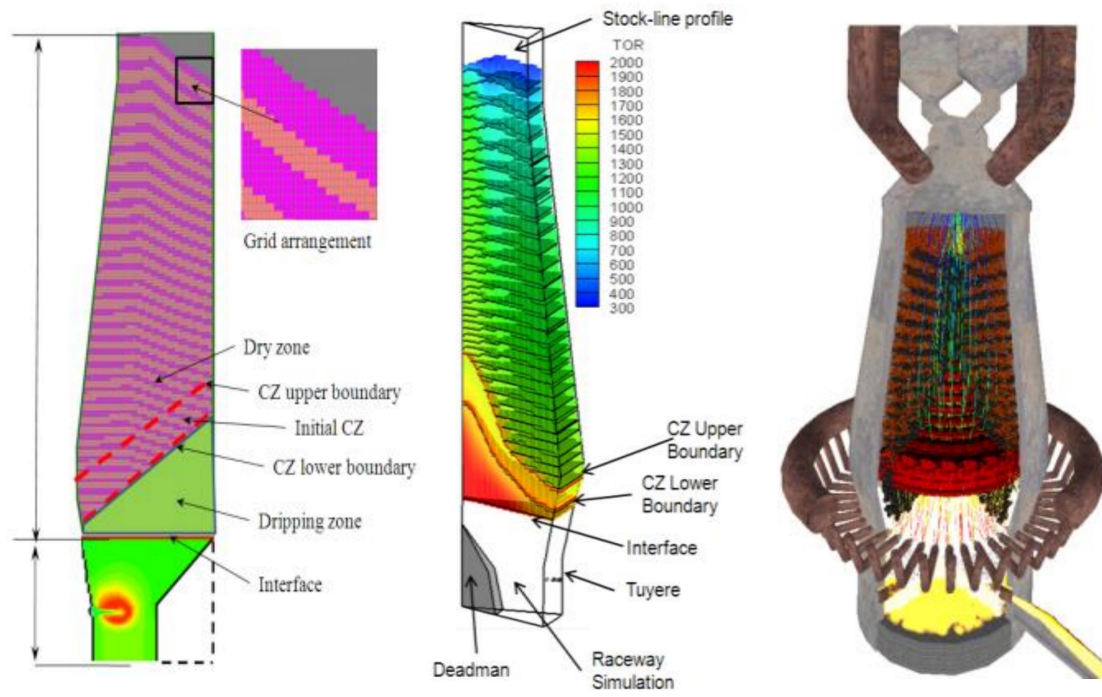 Grid arrangement
Dry zone
CZ upper boundary
Initial CZ
CZ lower boundary
Dripping zone
Interface
Stock-line profile
TOR
2000
1900
1800
1700
1600
1500
1400
1300
1200
1100
1000
900
800
700
600
500
400
300
CZ Upper
Boundary
CZ Lower
Boundary
Interface
Tuyere
Deadman
Raceway
Simulation